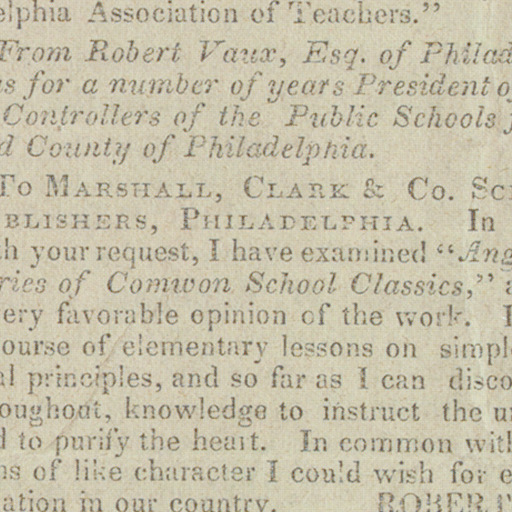 elphia Association of Teachers."
From Robert Vaux, Esq. of Philad
s for a number of years President of
Controllers of the Public Schools f
d County of Philadelphia.
To Marshall, Clark & Co. Sc
blishers, Philadelphia. In
h your request, I have examined "Ang
ries of Comwon School Classics," a
ery favorable opinion of the work. I
ourse of elementary lessons on simpl
al principles, and so far as I can disco
oughout, knowledge to instruct the u
d to purify the heart. In common with
ns of like character I could wish for e
ation in our country. ROBERT